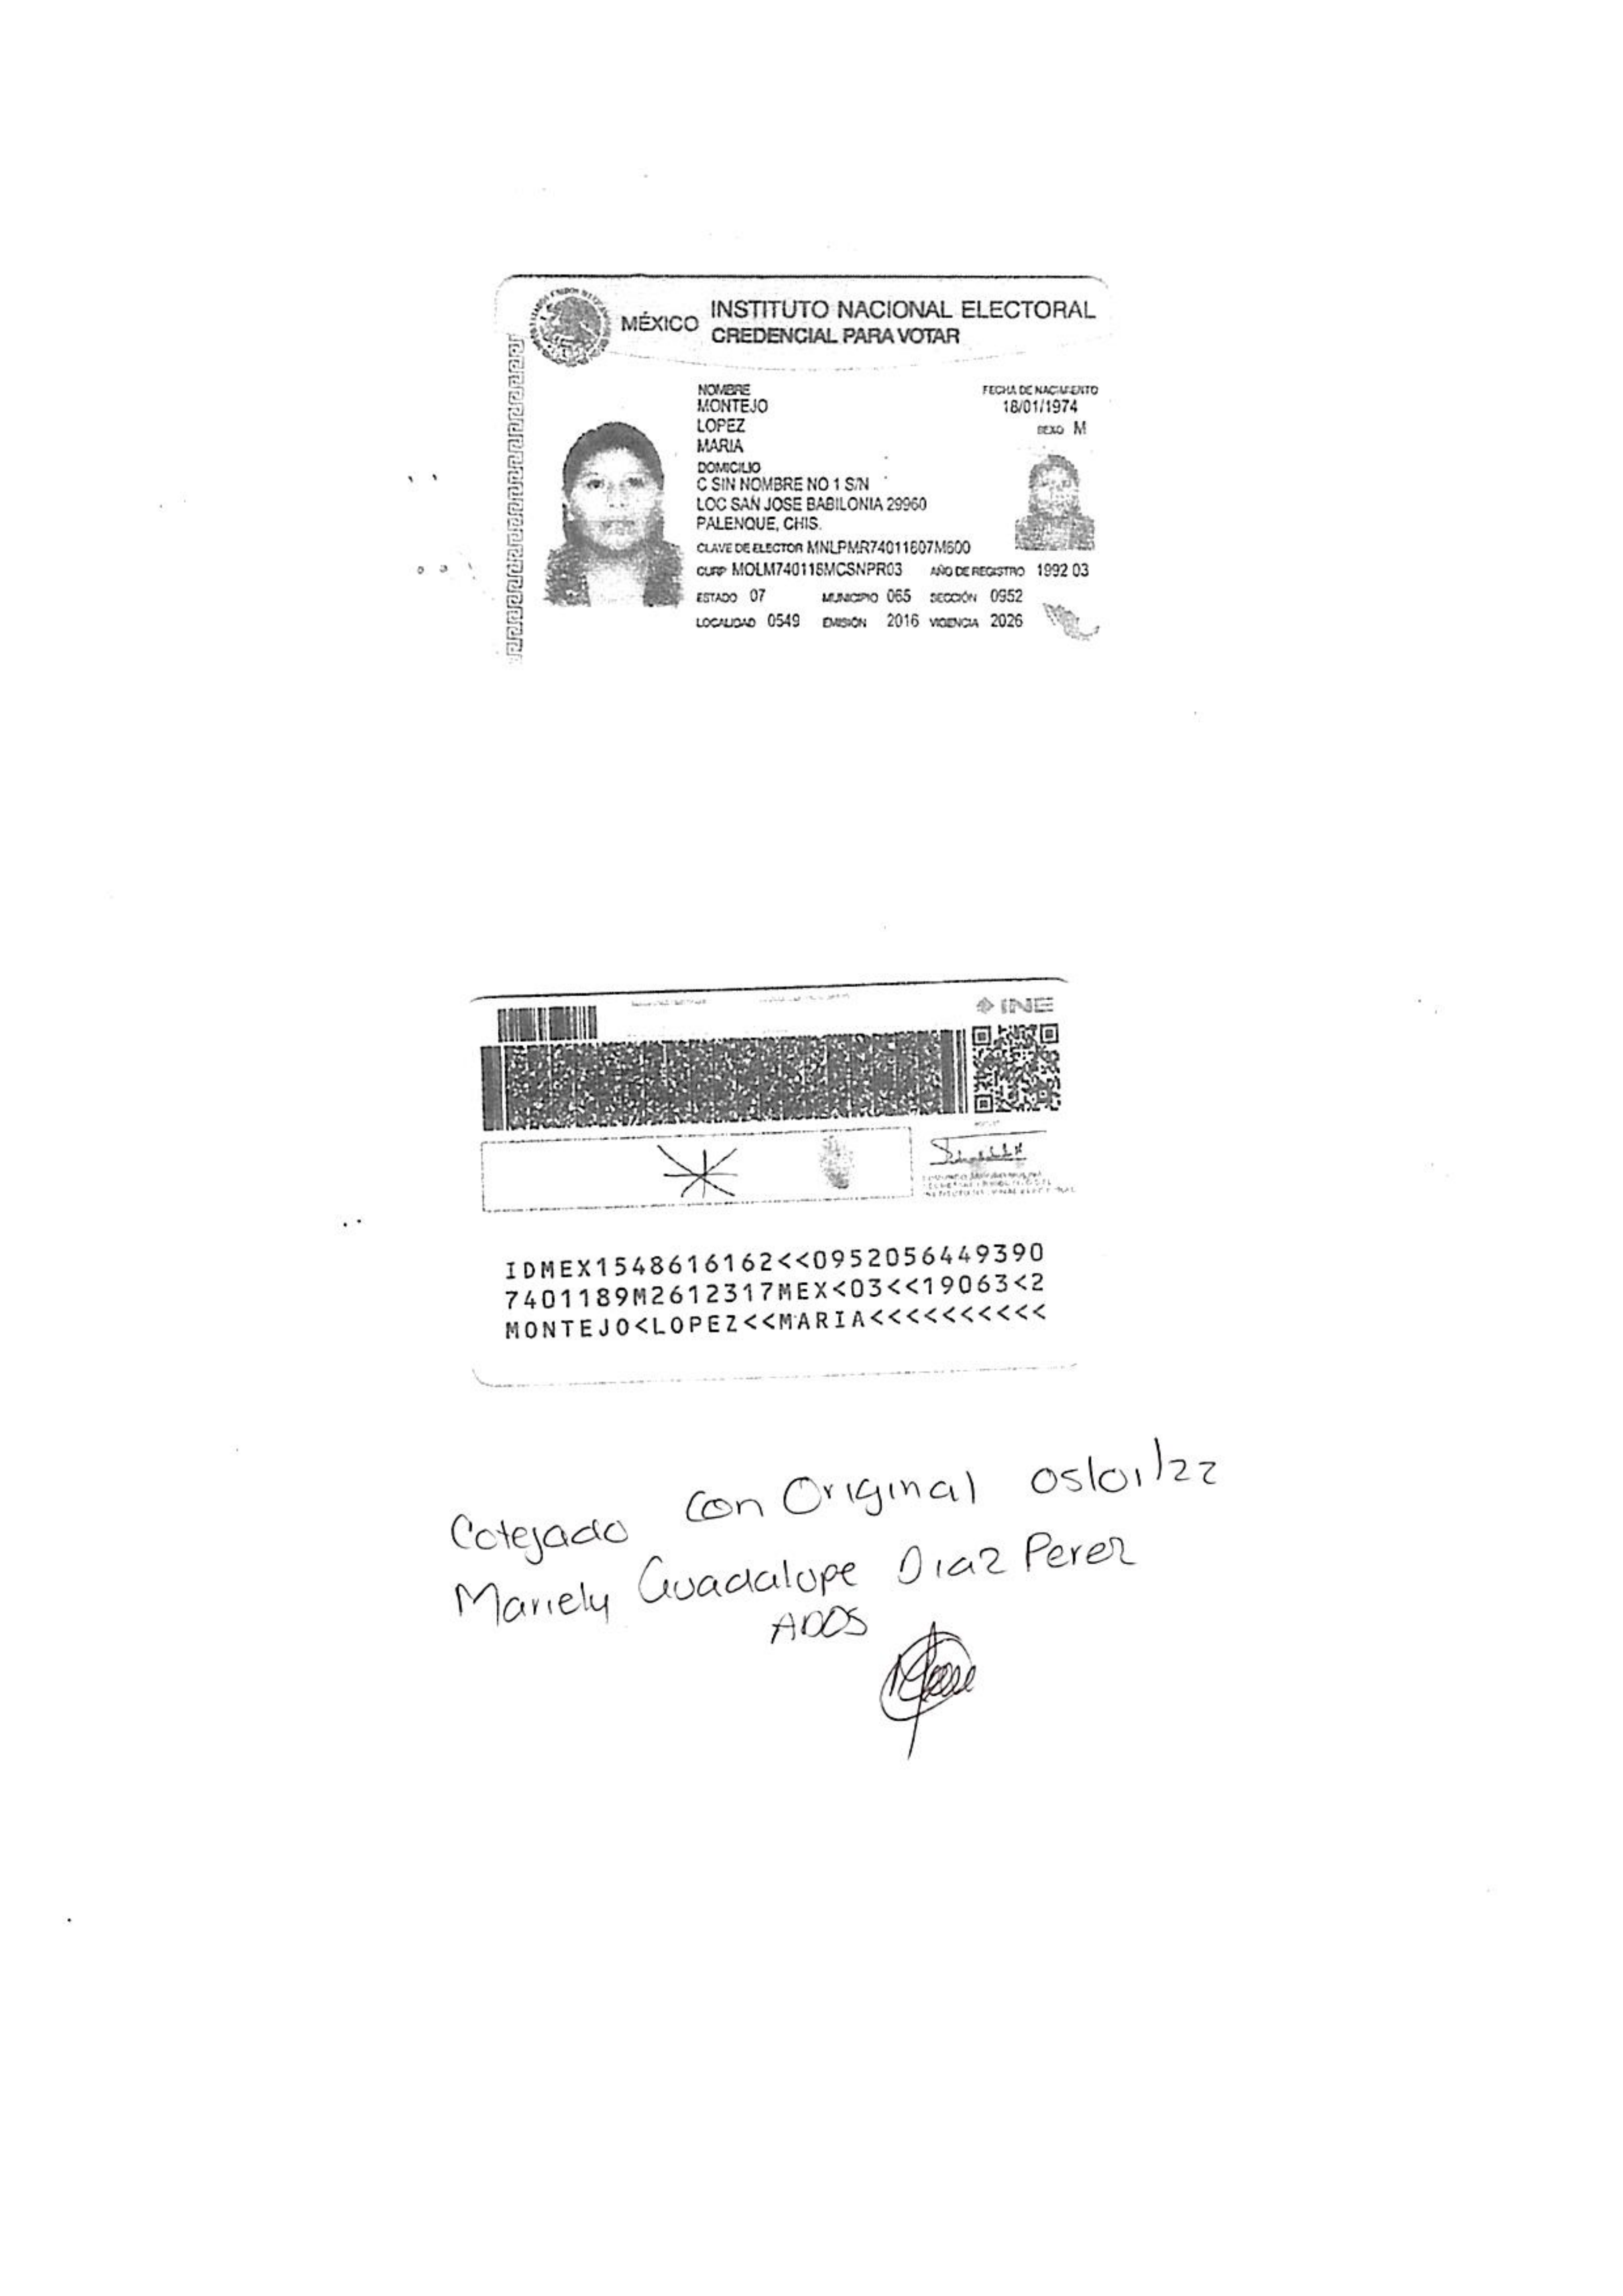 MÉXICO
INSTITUTO NACIONAL ELECTORAL
CREDENCIAL PARA VOTAR
NOMBRE
MONTEJO
LOPEZ
MARIA
FECHA DE NACIMIENTO
18/01/1974
SEXO M
DOMICILIO
C SIN NOMBRE NO 1 S/N
LOC SAN JOSE BABILONIA 29960
PALENQUE, CHIS.
CLAVE DE ELECTOR MNLPMR74011807M600
CURP MOLM740118MCSNPR03 AÑO DE REGISTRO 1992 03
ESTADO 07 MUNICIPIO 065 SECCIÓN 0952
LOCALIDAD 0549 EMISIÓN 2016 VIGENCIA 2026
INE
IDMEX1548616162<<0952056449390
7401189M2612317MEX<03<<19063<2
MONTEJO<LOPEZ<<MARIA<<<<<<<<<<
Cotejado con Original 05/01/22
Mariely Guadalupe Diaz Perez